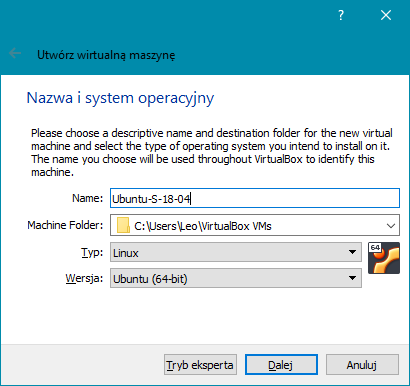 ?
Utwórz wirtualną maszynę
Nazwa i system operacyjny
Please choose a descriptive name and destination folder for the new virtual
machine and select the type of operating system you intend to install on it.
The name you choose will be used throughout VirtualBox to identify this
machine.
Name: Ubuntu-S-18-04
Machine Folder: C:\Users\Leo\VirtualBox VMs
Typ: Linux
64
Wersja: Ubuntu (64-bit)
Tryb eksperta Dalej Anuluj